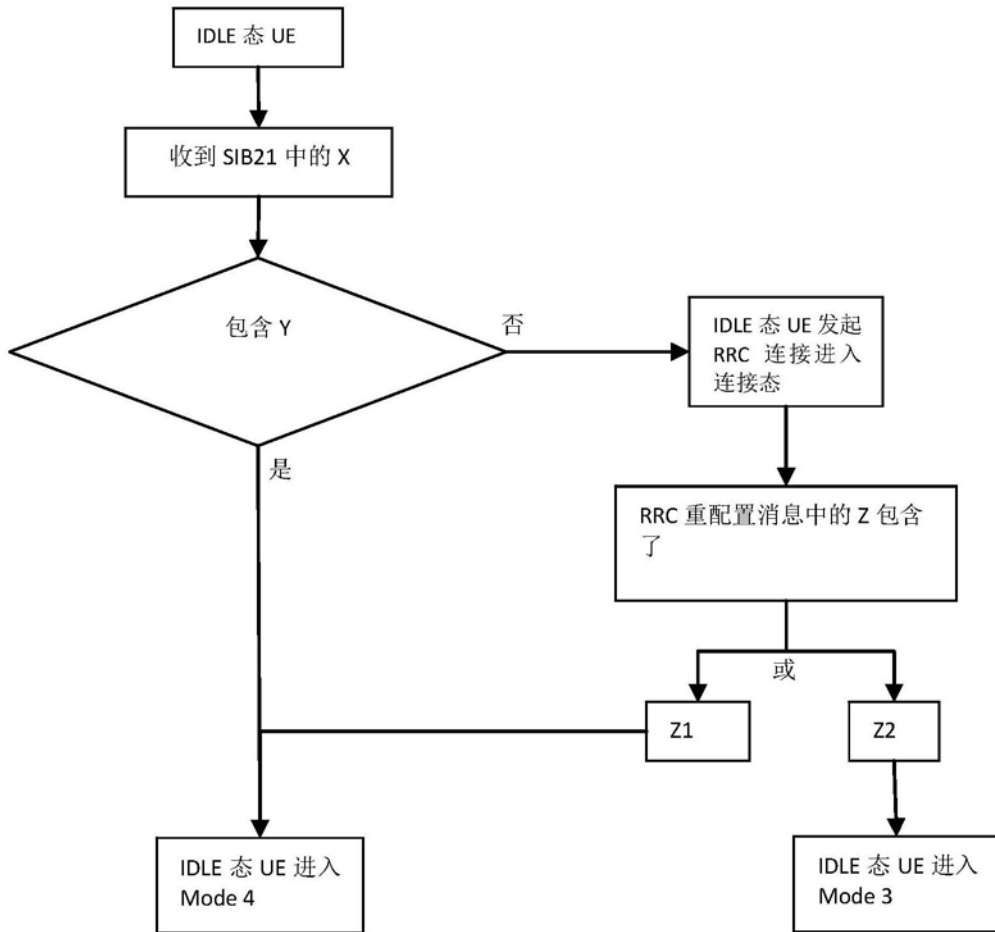 IDLE 态 UE
收到 SIB21 中的 X
包含 Y
否
IDLE 态 UE 发起
RRC 连接进入
连接态
是
RRC 重配置消息中的 Z 包含
了
或
Z1
Z2
IDLE 态 UE 进入
Mode 4
IDLE 态 UE 进入
Mode 3